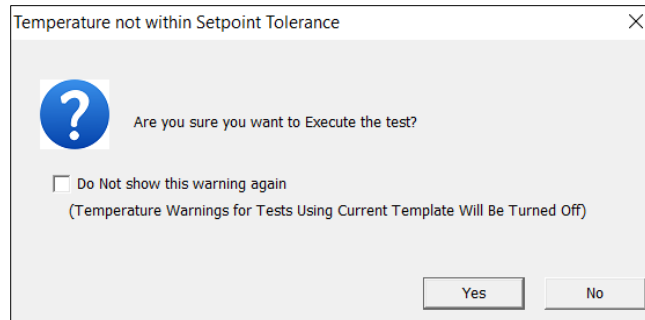 Temperature not within Setpoint Tolerance
Are you sure you want to Execute the test?
Do Not show this warning again
(Temperature Warnings for Tests Using Current Template Will Be Turned Off)
Yes No